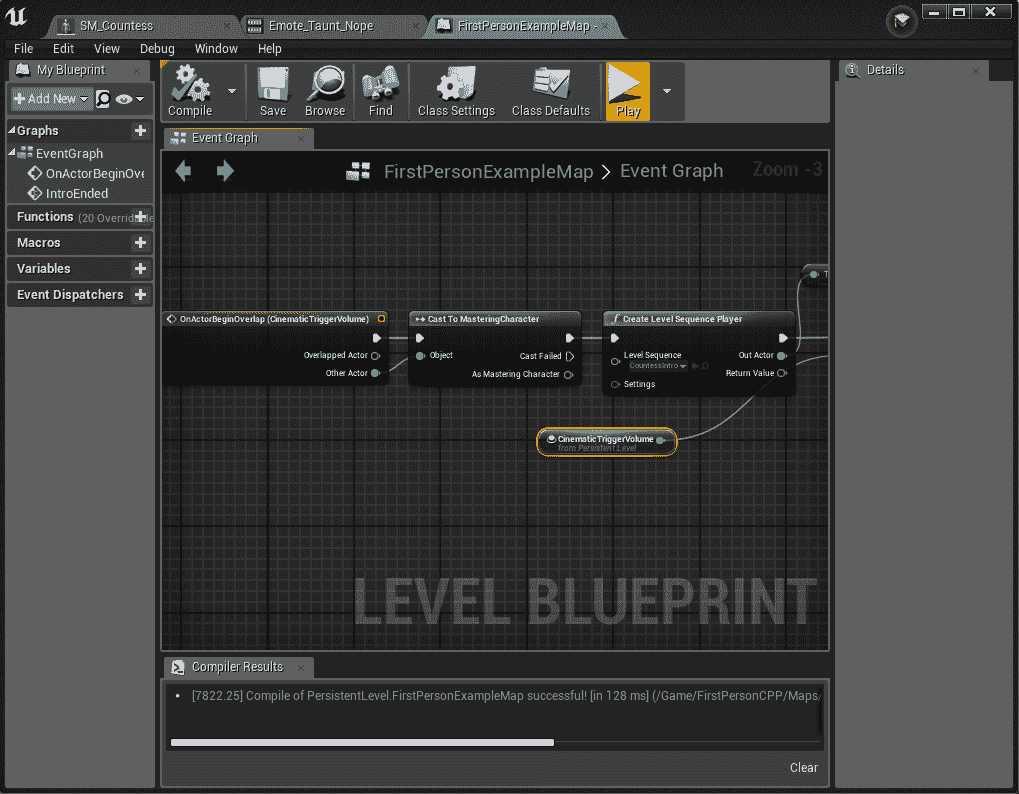 SM_Countess
Emote_Taunt_Nope
FirstPersonExampleMap -
File Edit View Debug Window Help
My Blueprint
Add New
Compile
Save
Browse
Find
Class Settings
Class Defaults
Play
Details
Graphs
EventGraph
OnActorBeginOve
IntroEnded
Functions (20 Overridable
Macros
Variables
Event Dispatchers
Event Graph
FirstPersonExampleMap > Event Graph
Zoom -3
OnActorBeginOverlap (CinematicTriggerVolume)
Overlapped Actor
Other Actor
Cast To MasteringCharacter
Object
Cast Failed
As Mastering Character
Create Level Sequence Player
Level Sequence
CountessIntro
Settings
Out Actor
Return Value
T
CinematicTriggerVolume
from Persistent Level
LEVEL BLUEPRINT
Compiler Results
• [7822.25] Compile of PersistentLevel.FirstPersonExampleMap successful! [in 128 ms] (/Game/FirstPersonCPP/Maps/
Clear